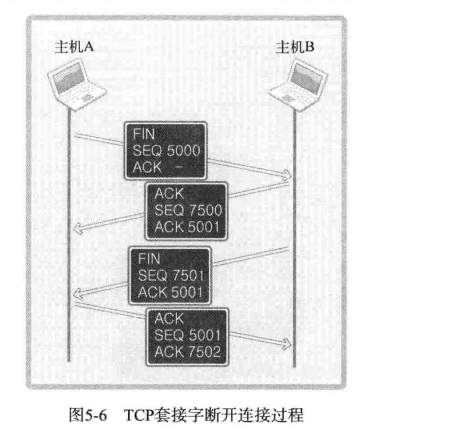 主机A 主机B
FIN
SEQ 5000
ACK -
ACK
SEQ 7500
ACK 5001
FIN
SEQ 7501
ACK 5001
ACK
SEQ 5001
ACK 7502
图5-6 TCP套接字断开连接过程